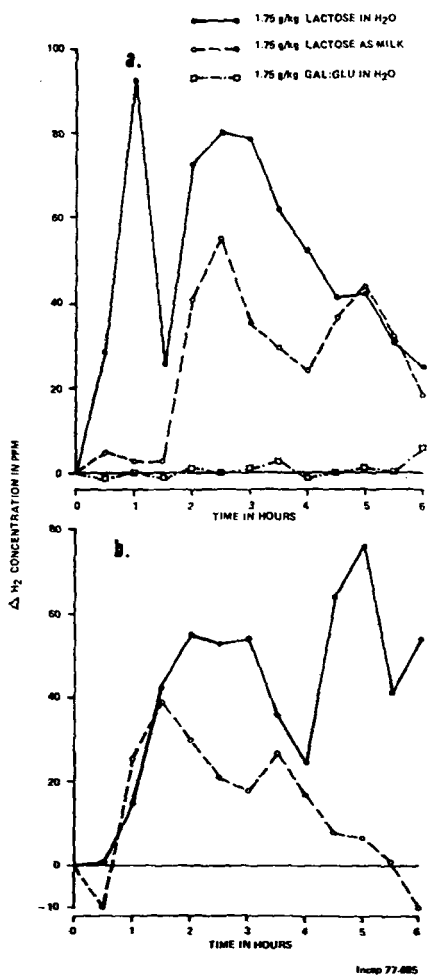 1.75 g/kg LACTOSE IN H2O
1.75 g/kg LACTOSE AS MILK
1.75 g/kg GAL:GLU IN H2O
a.
100
80
60
40
20
0
0 1 2 3 4 5 6
TIME IN HOURS
Δ H2 CONCENTRATION IN PPM
b.
80
60
40
20
0
-10
0 1 2 3 4 5 6
TIME IN HOURS
Incap 77-885